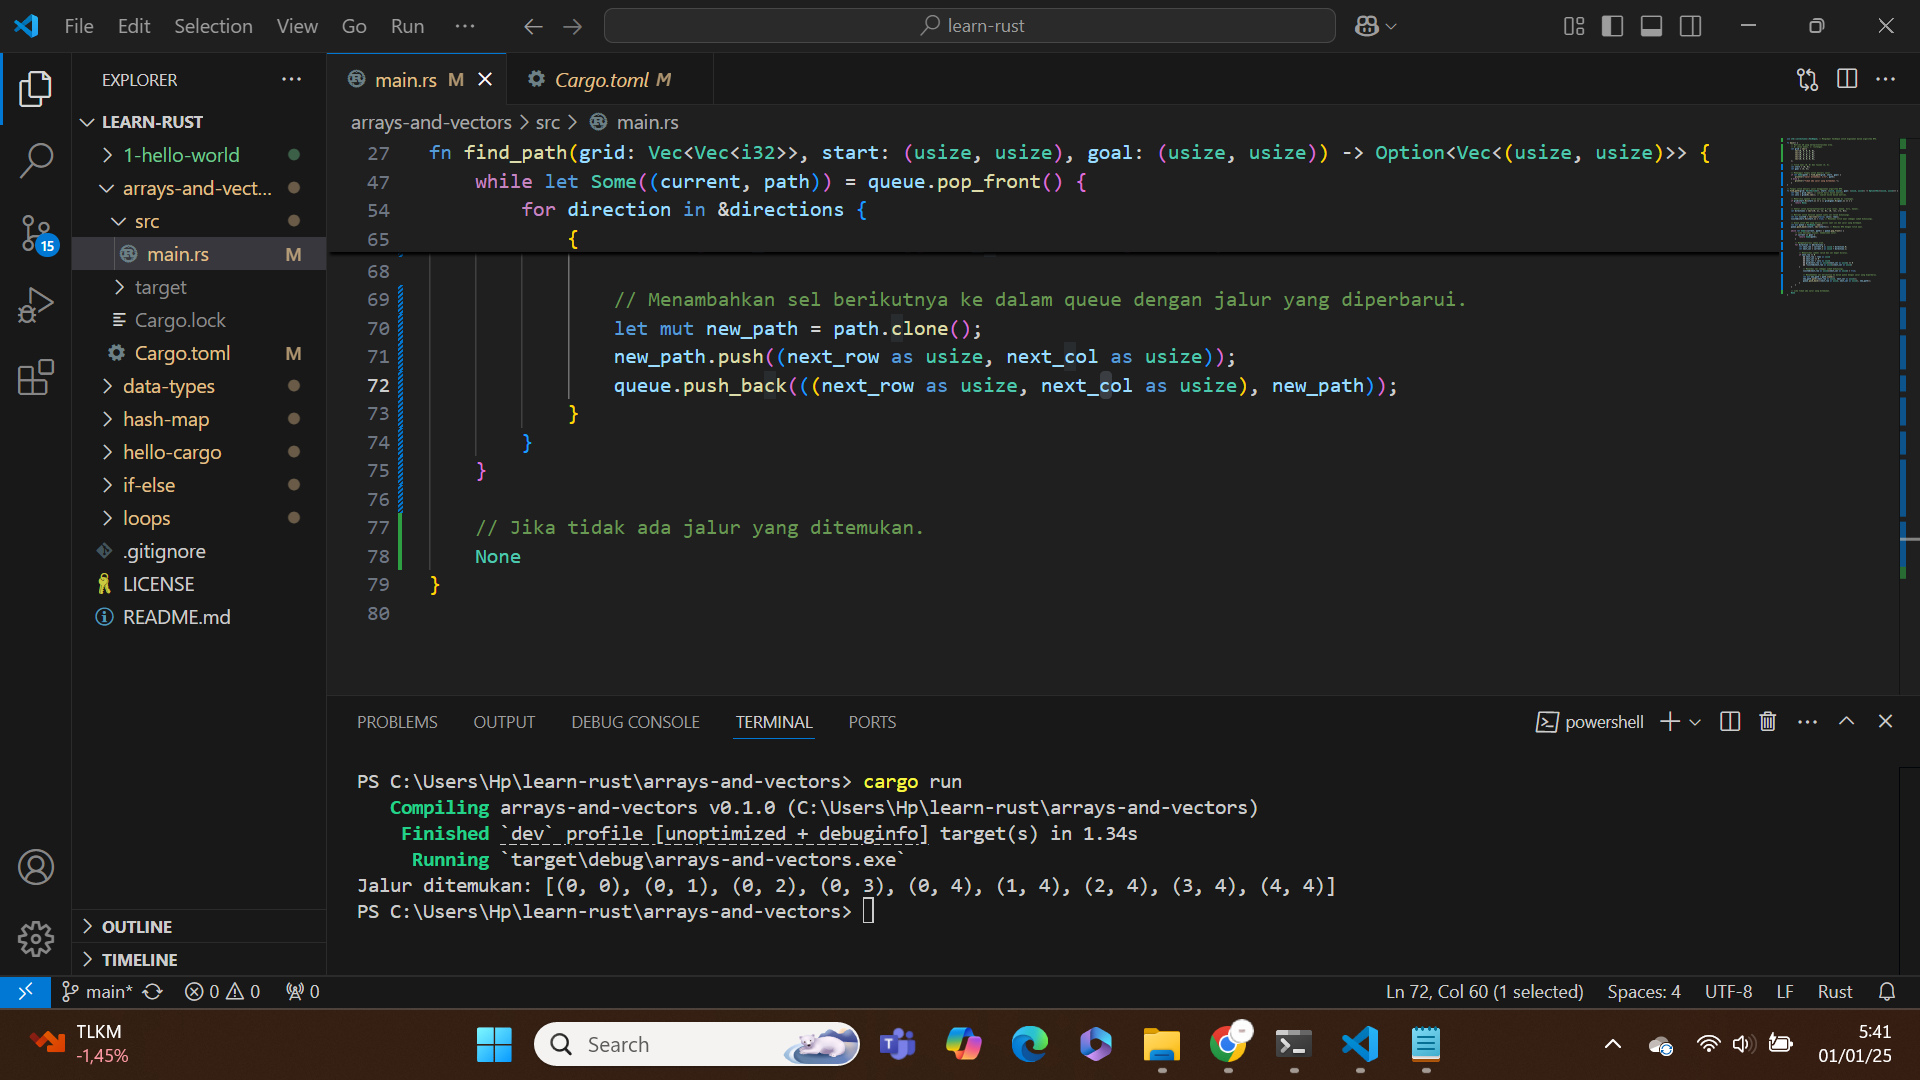 File Edit Selection View Go Run ··· learn-rust
EXPLORER
main.rs M
Cargo.toml M
LEARN-RUST
1-hello-world
arrays-and-vect...
src
main.rs M
target
Cargo.lock
Cargo.toml M
data-types
hash-map
hello-cargo
if-else
loops
.gitignore
LICENSE
README.md
OUTLINE
TIMELINE
15
arrays-and-vectors > src > main.rs
27 fn find_path(grid: Vec<Vec<i32>>, start: (usize, usize), goal: (usize, usize)) -> Option<Vec<(usize, usize)>> {
47 while let Some((current, path)) = queue.pop_front() {
54 for direction in &directions {
65 {
68
69 // Menambahkan sel berikutnya ke dalam queue dengan jalur yang diperbarui.
70 let mut new_path = path.clone();
71 new_path.push((next_row as usize, next_col as usize));
72 queue.push_back(((next_row as usize, next_col as usize), new_path));
73 }
74 }
75 }
76
77 // Jika tidak ada jalur yang ditemukan.
78 None
79 }
80
PROBLEMS OUTPUT DEBUG CONSOLE TERMINAL PORTS
powershell
PS C:\Users\Hp\learn-rust\arrays-and-vectors> cargo run
Compiling arrays-and-vectors v0.1.0 (C:\Users\Hp\learn-rust\arrays-and-vectors)
Finished `dev` profile [unoptimized + debuginfo] target(s) in 1.34s
Running `target\debug\arrays-and-vectors.exe`
Jalur ditemukan: [(0, 0), (0, 1), (0, 2), (0, 3), (0, 4), (1, 4), (2, 4), (3, 4), (4, 4)]
PS C:\Users\Hp\learn-rust\arrays-and-vectors>
main* 0 0 0
Ln 72, Col 60 (1 selected) Spaces: 4 UTF-8 LF Rust
TLKM
-1,45%
Search
5:41
01/01/25